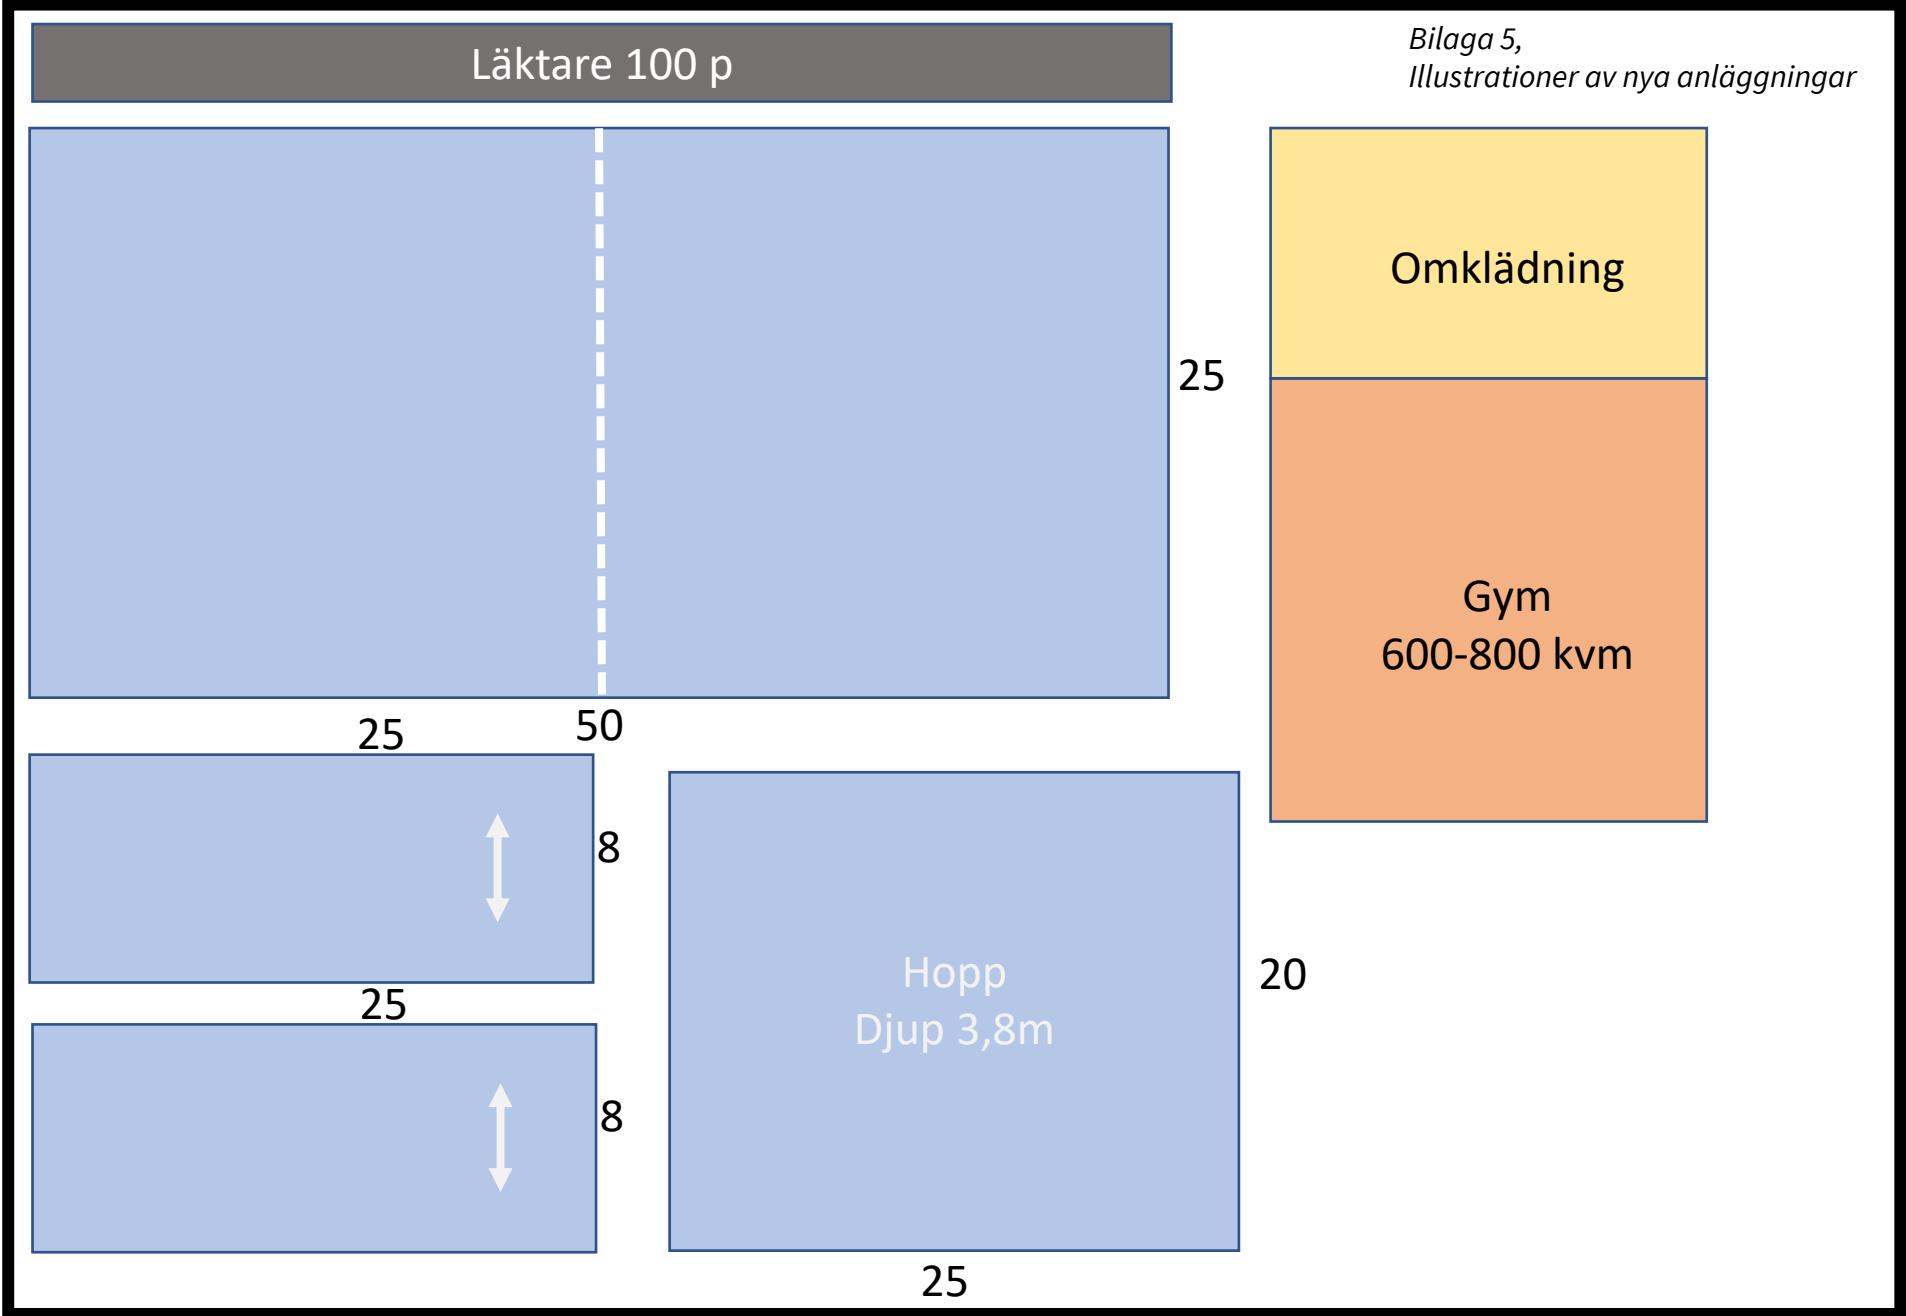 Läktare 100 p
Bilaga 5,
Illustrationer av nya anläggningar
Omklädning
25
Gym
600-800 kvm
25
50
8
25
Hopp
Djup 3,8m
20
8
25